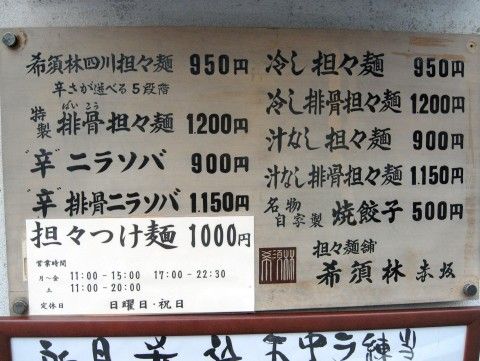 希須林四川担々麺 950円
辛さが選べる5段階
特製 排骨担々麺 1.200円
ぱいこう
"辛"ニラソバ 900円
"辛"排骨ニラソバ 1.150円
担々つけ麺 1000円
営業時間
月〜金 11:00-15:00 17:00-22:30
土 11:00-20:00
定休日 日曜日・祝日
冷し担々麺 950円
冷し排骨担々麺 1.200円
汁なし担々麺 900円
汁なし排骨担々麺 1.150円
名物自家製 焼餃子 500円
担々麺舗
希須林 赤坂
希須林